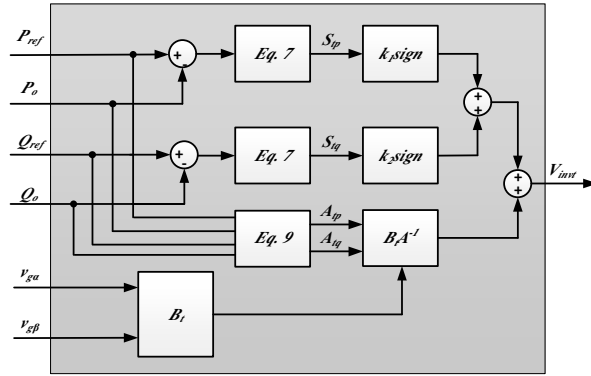 P_ref
+
-
Eq. 7
S_tp
k_1sign
P_o
+
+
Q_ref
+
-
Eq. 7
S_tq
k_2sign
V_invt
+
+
Q_o
Eq. 9
A_tp
A_tq
B_tA^-1
v_gα
B_t
v_gβ